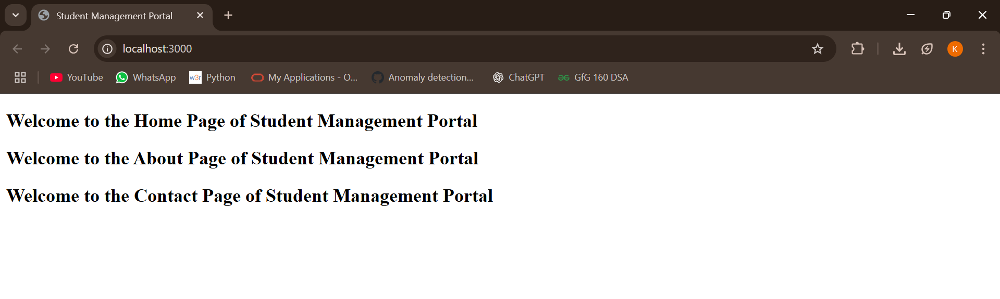 Student Management Portal
localhost:3000
K
YouTube WhatsApp w3r Python My Applications - O... Anomaly detection... ChatGPT GfG 160 DSA
Welcome to the Home Page of Student Management Portal
Welcome to the About Page of Student Management Portal
Welcome to the Contact Page of Student Management Portal